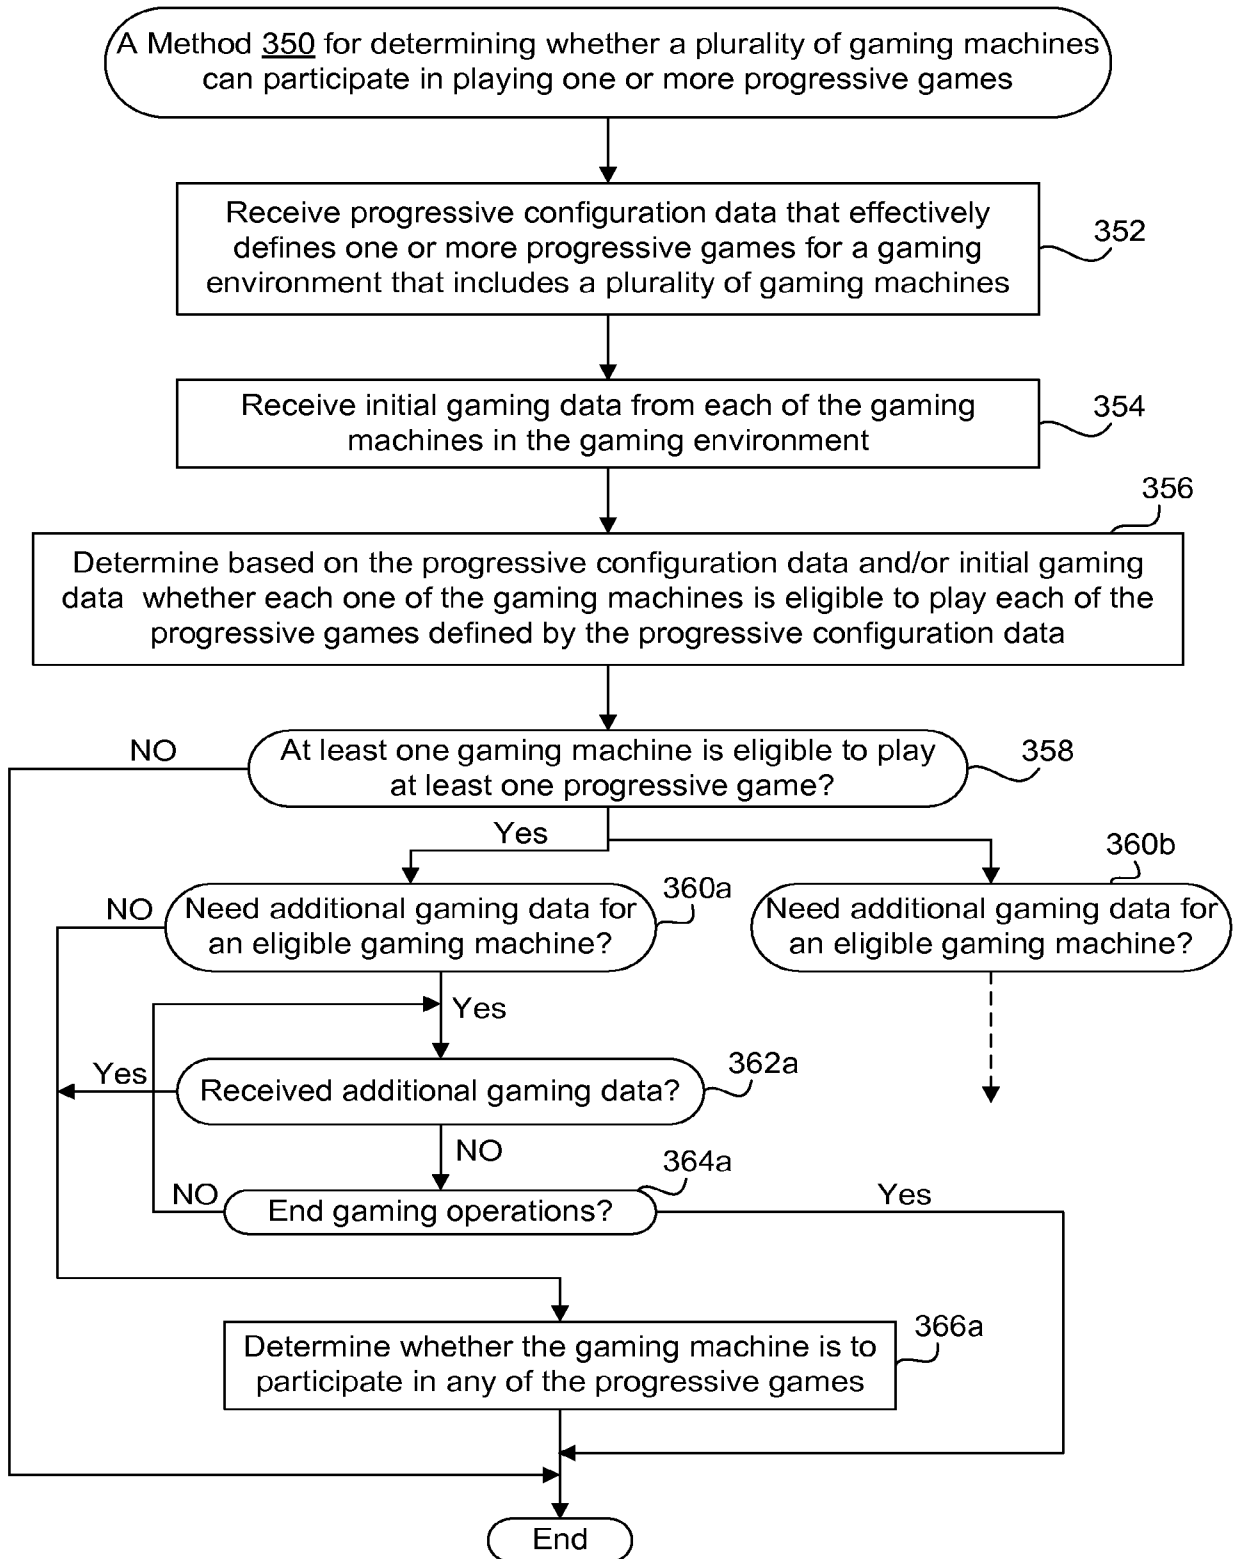 A Method 350 for determining whether a plurality of gaming machines
can participate in playing one or more progressive games
Receive progressive configuration data that effectively
defines one or more progressive games for a gaming
environment that includes a plurality of gaming machines
352
Receive initial gaming data from each of the gaming
machines in the gaming environment
354
356
Determine based on the progressive configuration data and/or initial gaming
data whether each one of the gaming machines is eligible to play each of the
progressive games defined by the progressive configuration data
NO
At least one gaming machine is eligible to play
at least one progressive game?
358
Yes
360a
360b
NO
Need additional gaming data for
an eligible gaming machine?
Need additional gaming data for
an eligible gaming machine?
Yes
Yes
Received additional gaming data?
362a
NO
364a
NO
End gaming operations?
Yes
Determine whether the gaming machine is to
participate in any of the progressive games
366a
End